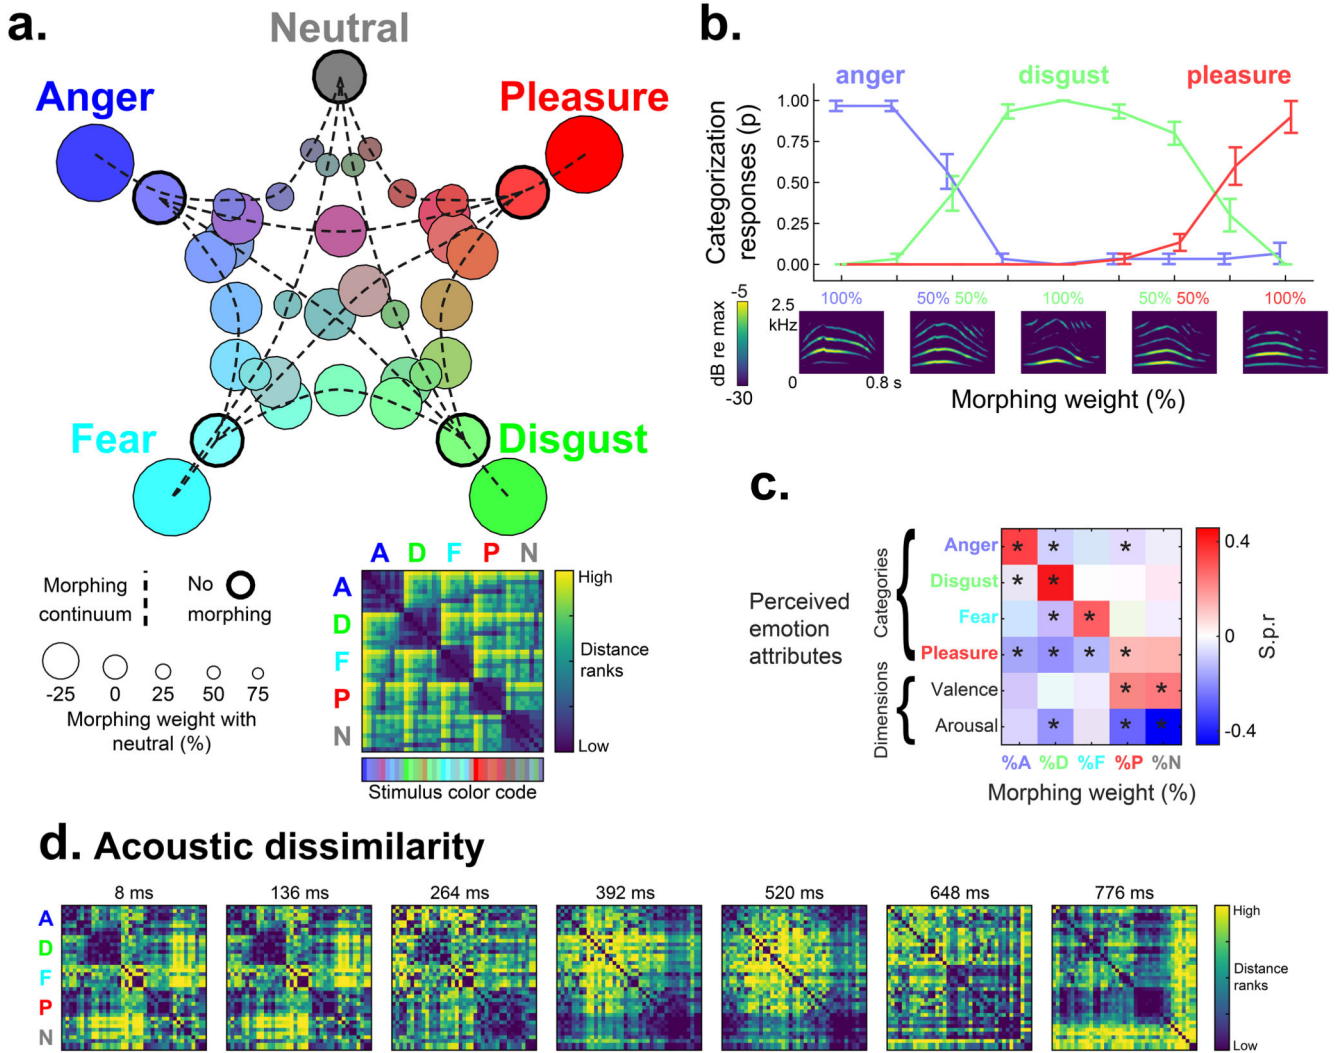 a.
Neutral
Anger
Pleasure
Fear
Disgust
Morphing
continuum
No
morphing
-25 0 25 50 75
Morphing weight with
neutral (%)
A D F P N
A
D
F
P
N
High
Distance
ranks
Low
Stimulus color code
b.
anger disgust pleasure
Categorization
responses (p)
1.00
0.75
0.50
0.25
0.00
100% 50% 50% 100% 50% 50% 100%
dB re max
-5
-30
2.5
kHz
0 0.8 s
Morphing weight (%)
c.
Perceived
emotion
attributes
Categories
Dimensions
Anger * * *
Disgust * *
Fear * *
Pleasure * * * *
Valence * *
Arousal * * *
%A %D %F %P %N
Morphing weight (%)
0.4
0
-0.4
S.p.r
d. Acoustic dissimilarity
8 ms 136 ms 264 ms 392 ms 520 ms 648 ms 776 ms
A
D
F
P
N
High
Distance
ranks
Low